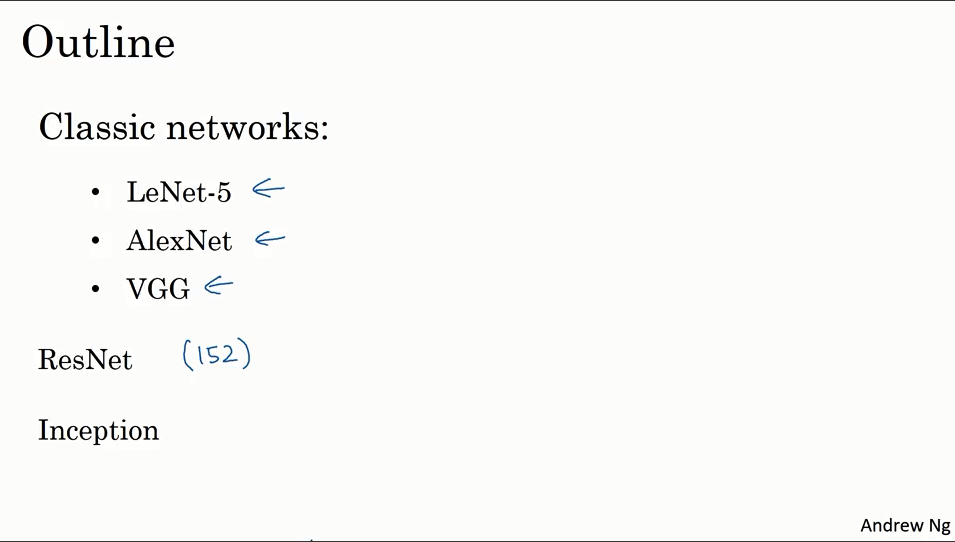 Outline
Classic networks:
• LeNet-5 ←
• AlexNet ←
• VGG ←
ResNet (152)
Inception
Andrew Ng